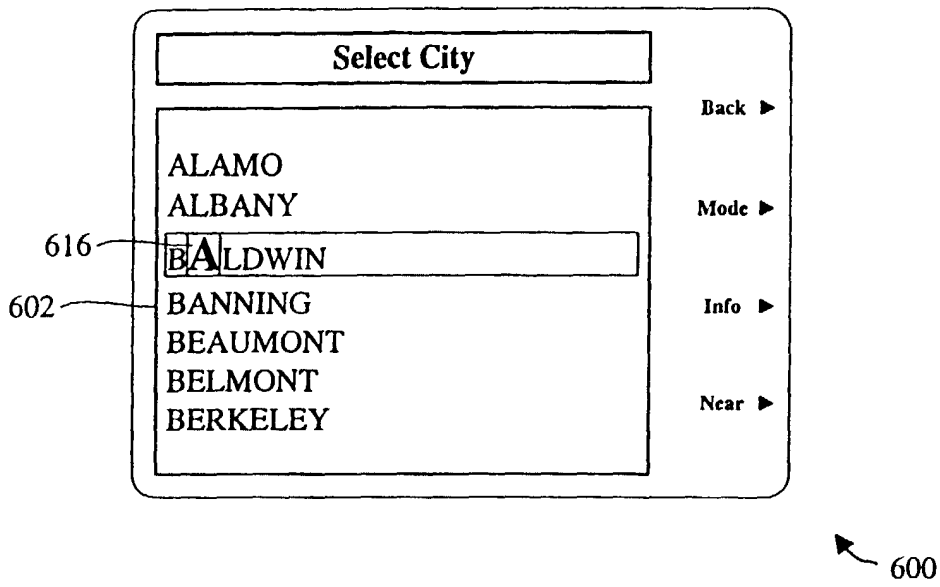 Select City
Back
ALAMO
ALBANY
Mode
616
BALDWIN
602
BANNING
Info
BEAUMONT
BELMONT
Near
BERKELEY
600